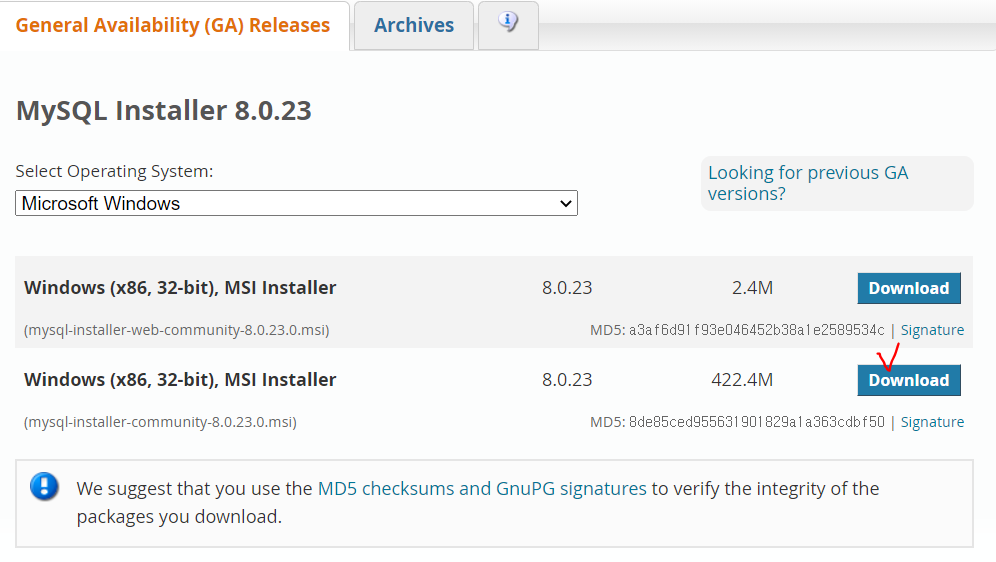 General Availability (GA) Releases
Archives
MySQL Installer 8.0.23
Select Operating System:
Looking for previous GA
versions?
Microsoft Windows
Windows (x86, 32-bit), MSI Installer 8.0.23 2.4M Download
(mysql-installer-web-community-8.0.23.0.msi) MD5: a3af6d91f93e046452b38a1e2589534c | Signature
Windows (x86, 32-bit), MSI Installer 8.0.23 422.4M Download
(mysql-installer-community-8.0.23.0.msi) MD5: 8de85ced955631901829a1a363cdbf50 | Signature
We suggest that you use the MD5 checksums and GnuPG signatures to verify the integrity of the
packages you download.